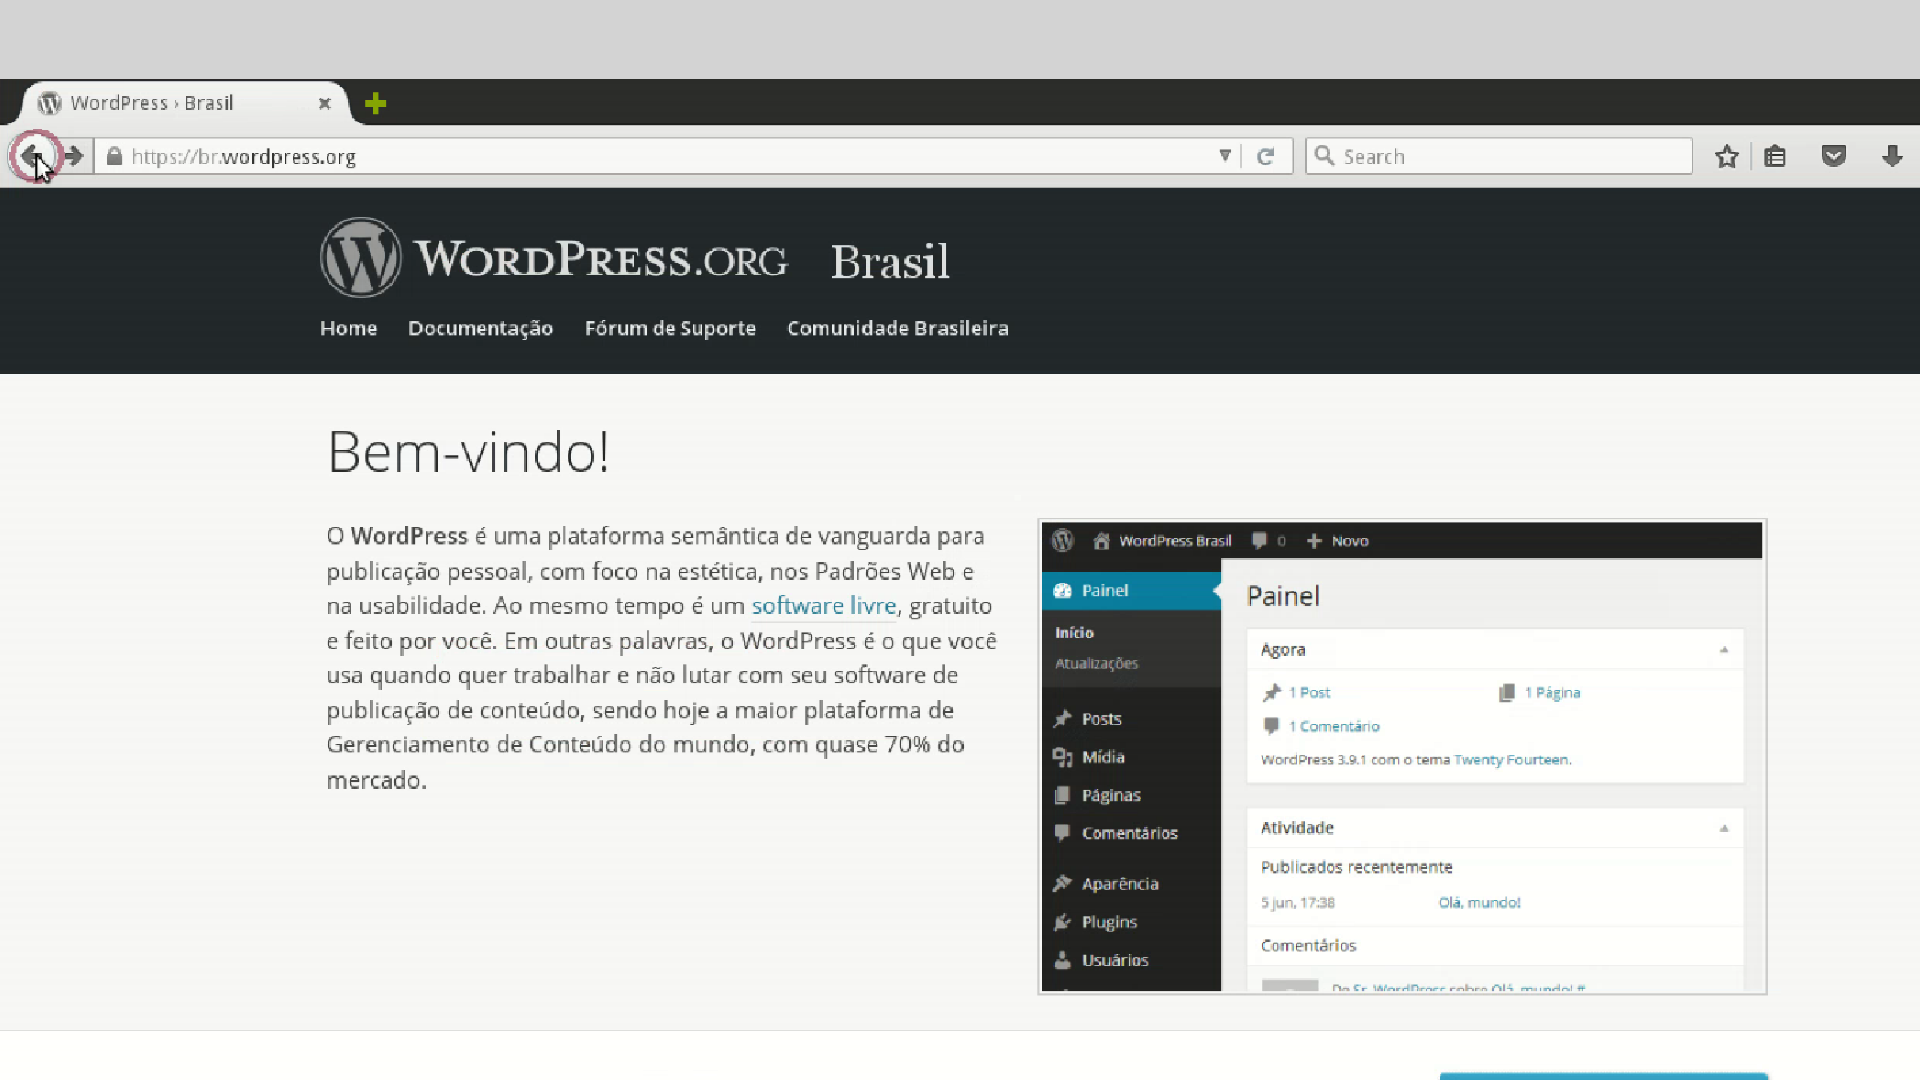 WordPress › Brasil
https://br.wordpress.org
Search
WORDPRESS.ORG Brasil
Home Documentação Fórum de Suporte Comunidade Brasileira
Bem-vindo!
O WordPress é uma plataforma semântica de vanguarda para
publicação pessoal, com foco na estética, nos Padrões Web e
na usabilidade. Ao mesmo tempo é um software livre, gratuito
e feito por você. Em outras palavras, o WordPress é o que você
usa quando quer trabalhar e não lutar com seu software de
publicação de conteúdo, sendo hoje a maior plataforma de
Gerenciamento de Conteúdo do mundo, com quase 70% do
mercado.
WordPress Brasil 0 Novo
Painel
Início
Atualizações
Posts
Mídia
Páginas
Comentários
Aparência
Plugins
Usuários
Painel
Agora
1 Post 1 Página
1 Comentário
WordPress 3.9.1 com o tema Twenty Fourteen.
Atividade
Publicados recentemente
5 jun, 17:38 Olá, mundo!
Comentários
De Sr. WordPress sobre Olá, mundo! #